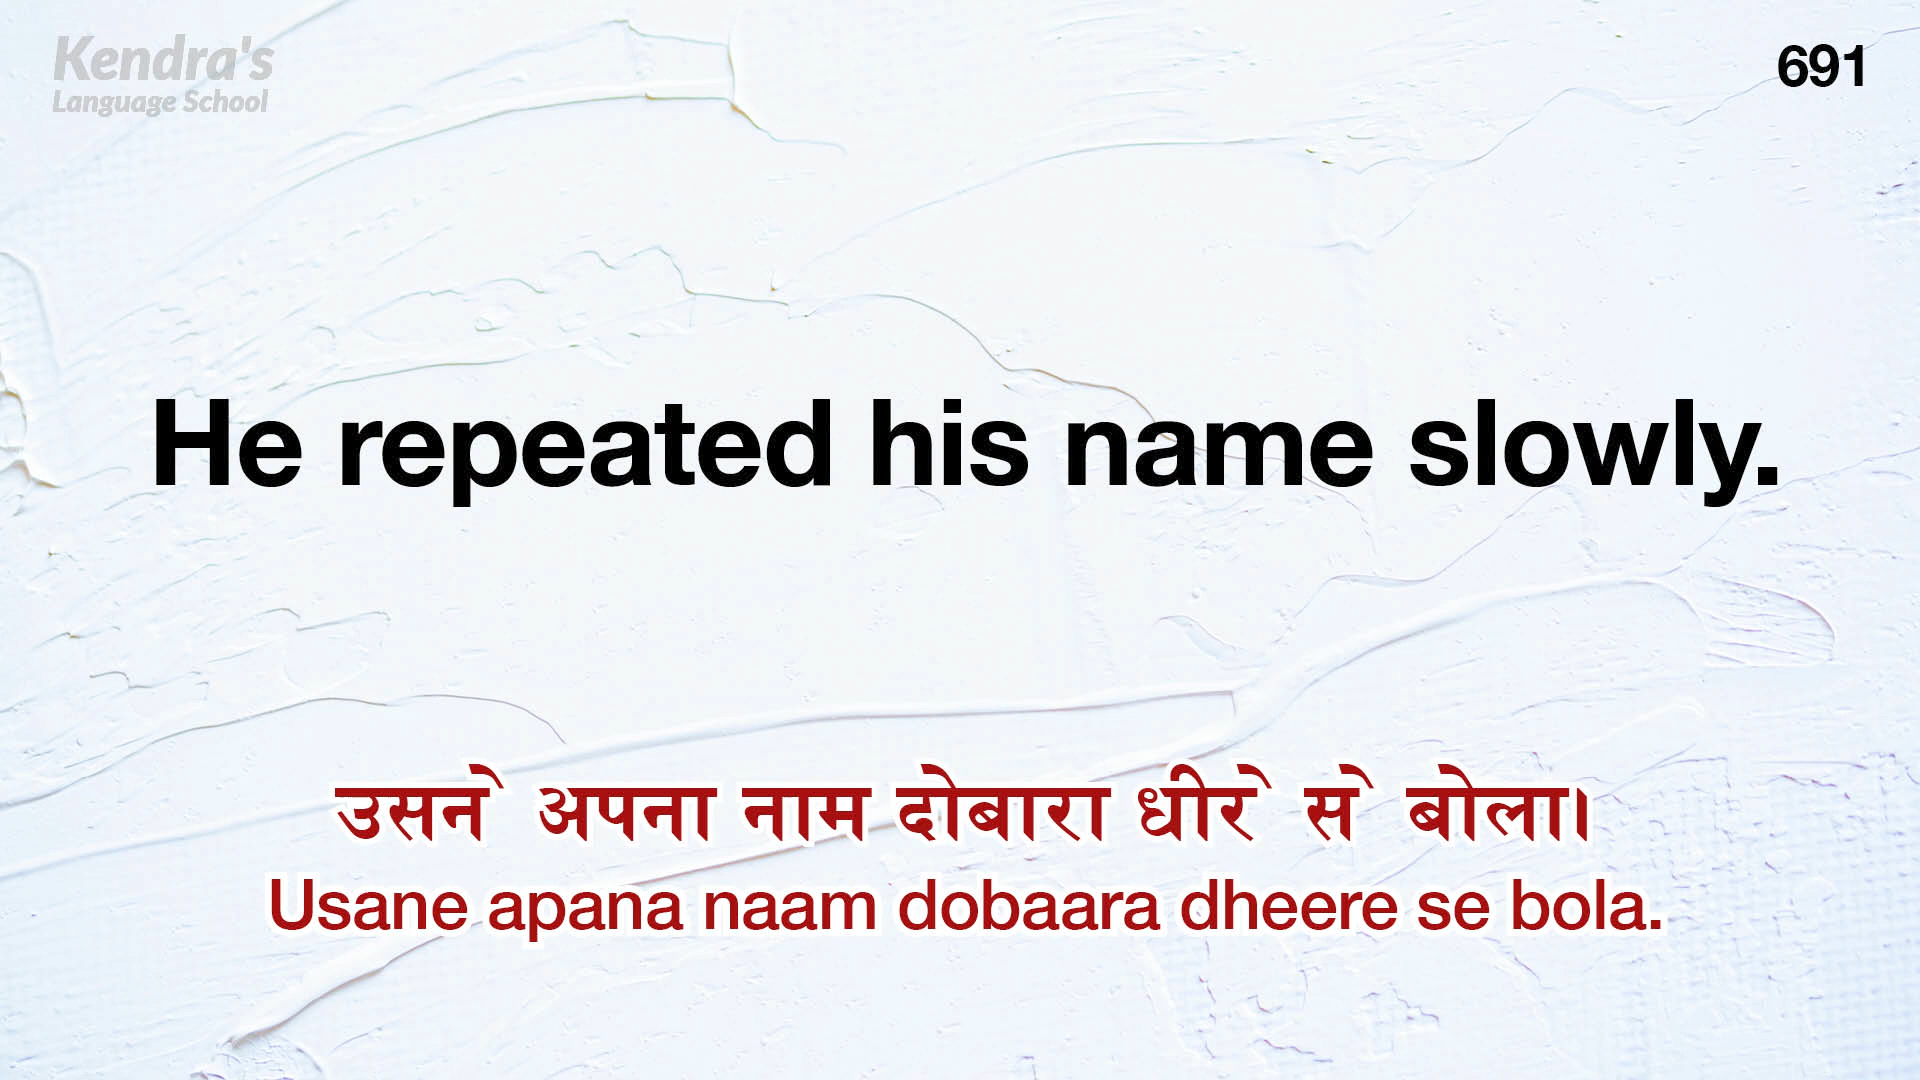 Kendra's
Language School
691
He repeated his name slowly.
उसने अपना नाम दोबारा धीरे से बोला।
Usane apana naam dobaara dheere se bola.